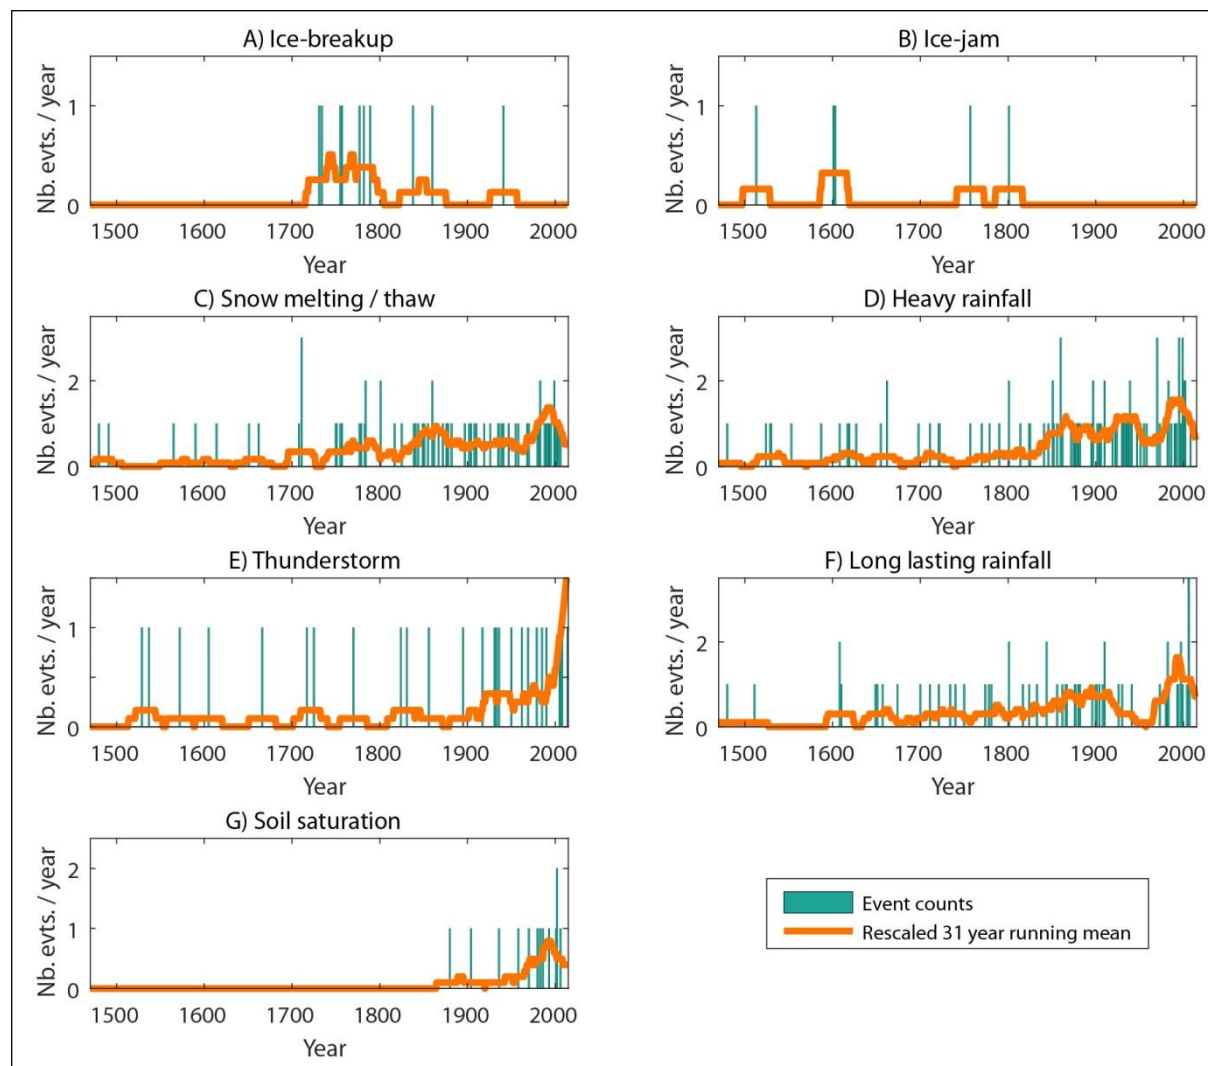 A) Ice-breakup
Nb. evts. / year
1
0
1500 1600 1700 1800 1900 2000
Year
B) Ice-jam
Nb. evts. / year
1
0
1500 1600 1700 1800 1900 2000
Year
C) Snow melting / thaw
Nb. evts. / year
2
0
1500 1600 1700 1800 1900 2000
Year
D) Heavy rainfall
Nb. evts. / year
2
0
1500 1600 1700 1800 1900 2000
Year
E) Thunderstorm
Nb. evts. / year
1
0
1500 1600 1700 1800 1900 2000
Year
F) Long lasting rainfall
Nb. evts. / year
2
0
1500 1600 1700 1800 1900 2000
Year
G) Soil saturation
Nb. evts. / year
2
1
0
1500 1600 1700 1800 1900 2000
Year
Event counts
Rescaled 31 year running mean